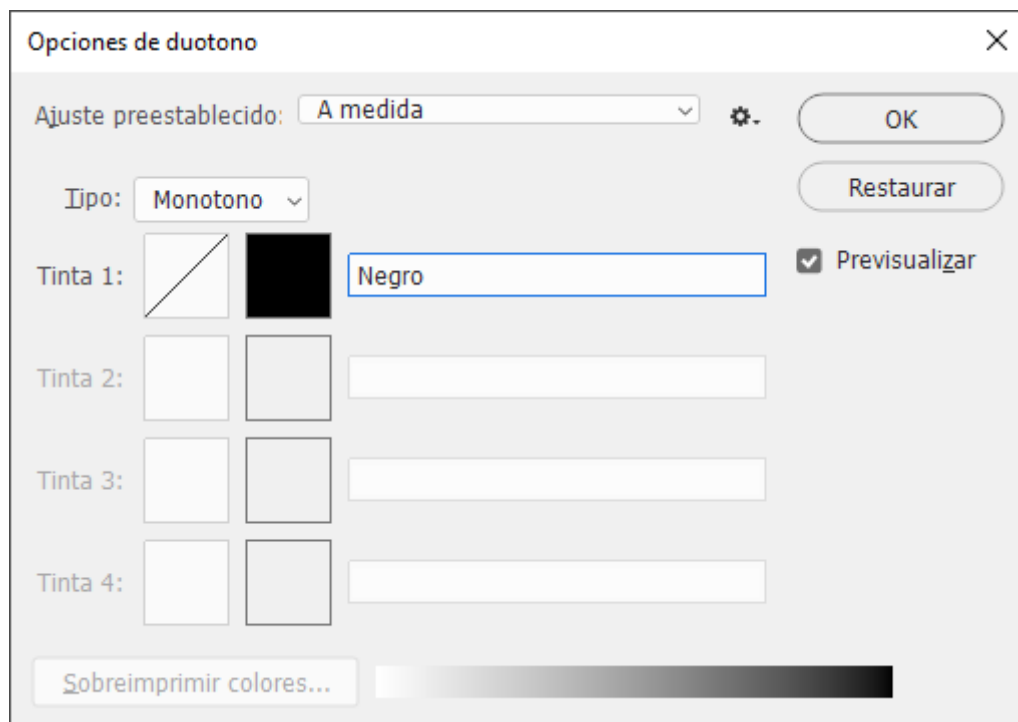 Opciones de duotono
Ajuste preestablecido: A medida
OK
Tipo: Monotono
Restaurar
Tinta 1: Negro
Previsualizar
Tinta 2:
Tinta 3:
Tinta 4:
Sobreimprimir colores...